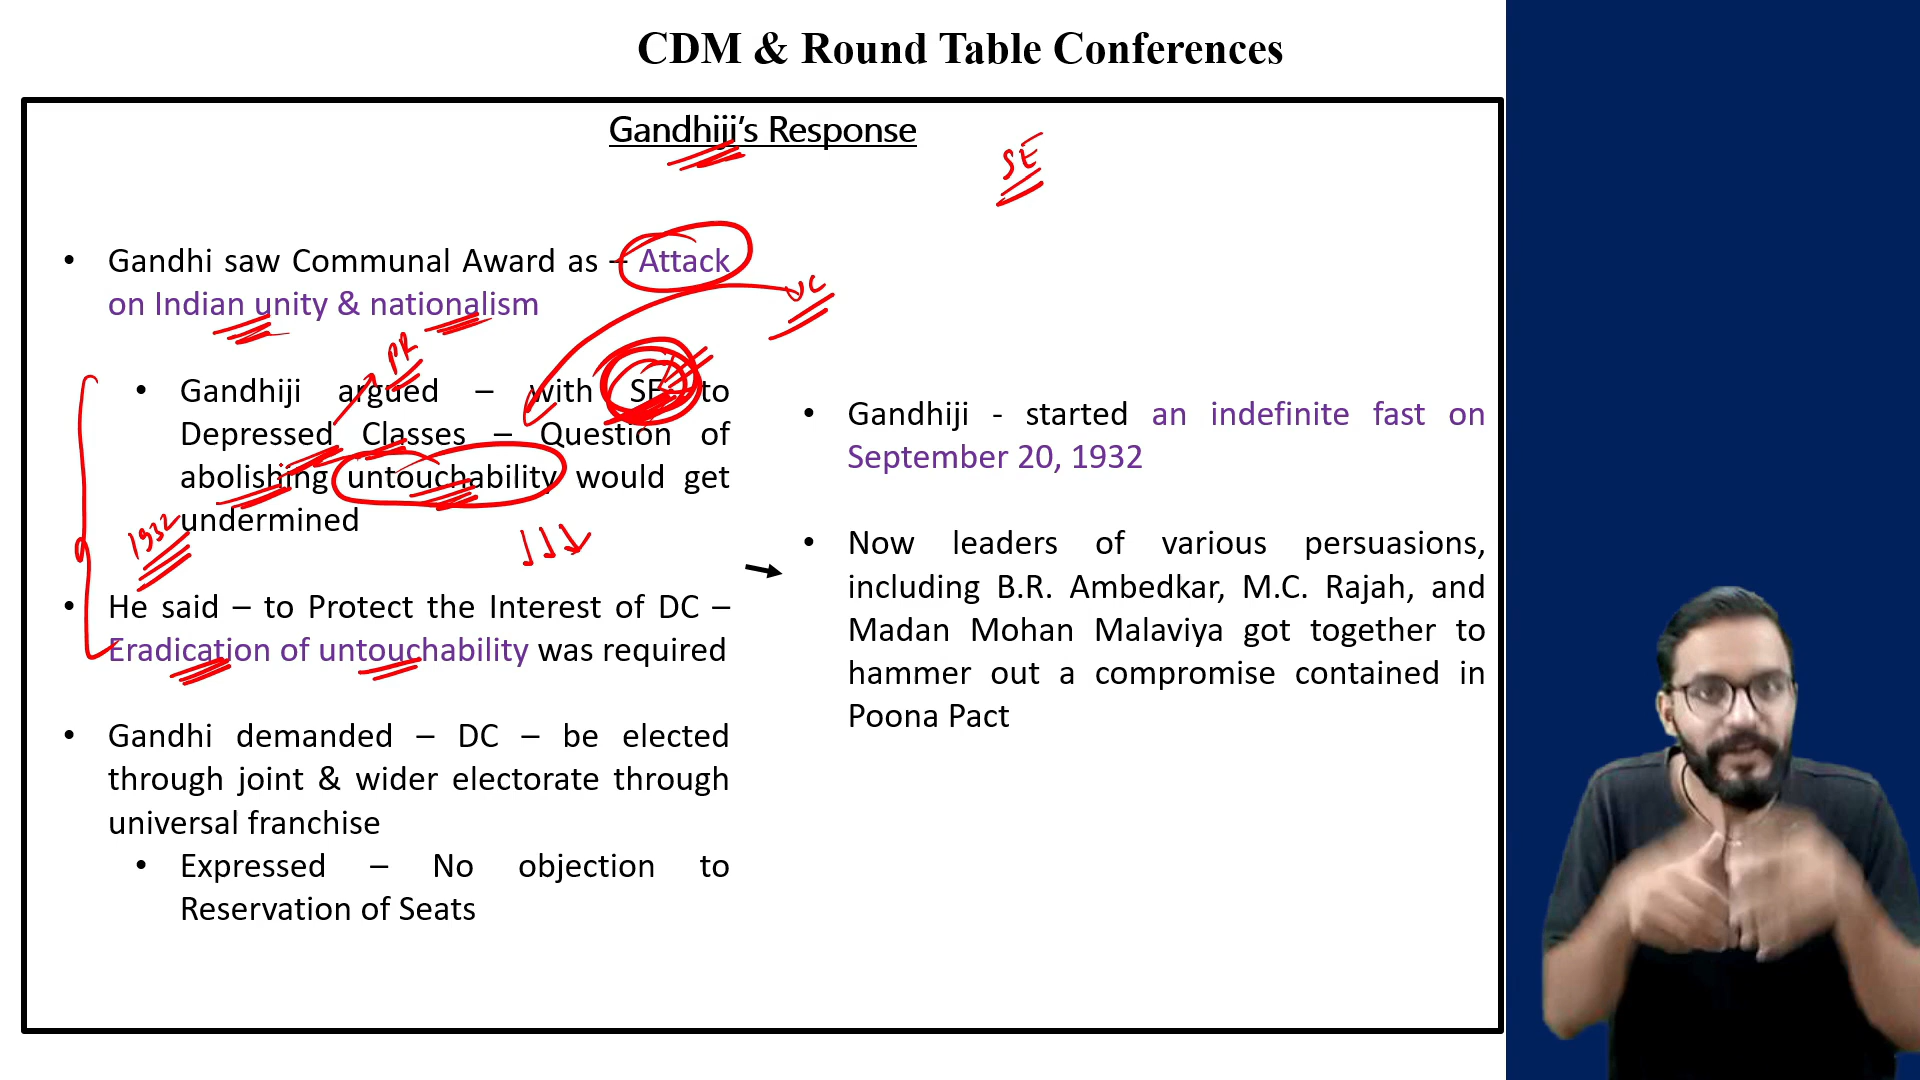 CDM & Round Table Conferences
Gandhiji's Response
SE
• Gandhi saw Communal Award as – Attack
on Indian unity & nationalism
• Gandhiji argued – with SE to
Depressed Classes – Question of
abolishing untouchability would get
undermined
1932
• He said – to Protect the Interest of DC –
Eradication of untouchability was required
• Gandhi demanded – DC – be elected
through joint & wider electorate through
universal franchise
• Expressed – No objection to
Reservation of Seats
• Gandhiji - started an indefinite fast on
September 20, 1932
• Now leaders of various persuasions,
including B.R. Ambedkar, M.C. Rajah, and
Madan Mohan Malaviya got together to
hammer out a compromise contained in
Poona Pact